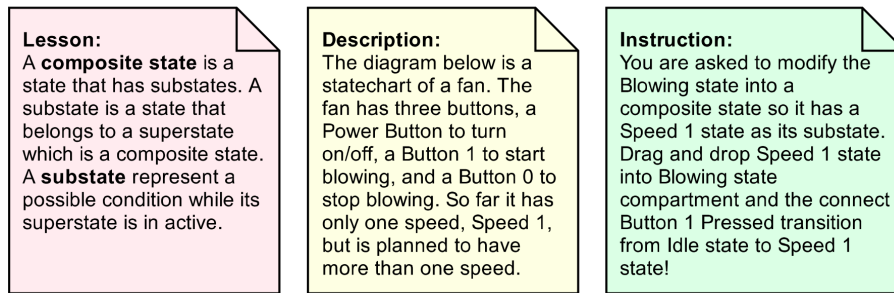 Lesson:
A composite state is a
state that has substates. A
substate is a state that
belongs to a superstate
which is a composite state.
A substate represent a
possible condition while its
superstate is in active.
Description:
The diagram below is a
statechart of a fan. The
fan has three buttons, a
Power Button to turn
on/off, a Button 1 to start
blowing, and a Button 0 to
stop blowing. So far it has
only one speed, Speed 1,
but is planned to have
more than one speed.
Instruction:
You are asked to modify the
Blowing state into a
composite state so it has a
Speed 1 state as its substate.
Drag and drop Speed 1 state
into Blowing state
compartment and the connect
Button 1 Pressed transition
from Idle state to Speed 1
state!